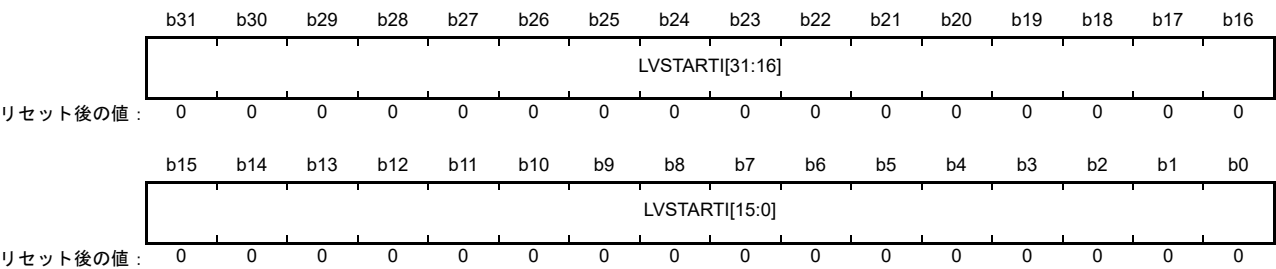 b31 b30 b29 b28 b27 b26 b25 b24 b23 b22 b21 b20 b19 b18 b17 b16
LVSTARTI[31:16]
リセット後の値： 0 0 0 0 0 0 0 0 0 0 0 0 0 0 0 0
b15 b14 b13 b12 b11 b10 b9 b8 b7 b6 b5 b4 b3 b2 b1 b0
LVSTARTI[15:0]
リセット後の値： 0 0 0 0 0 0 0 0 0 0 0 0 0 0 0 0